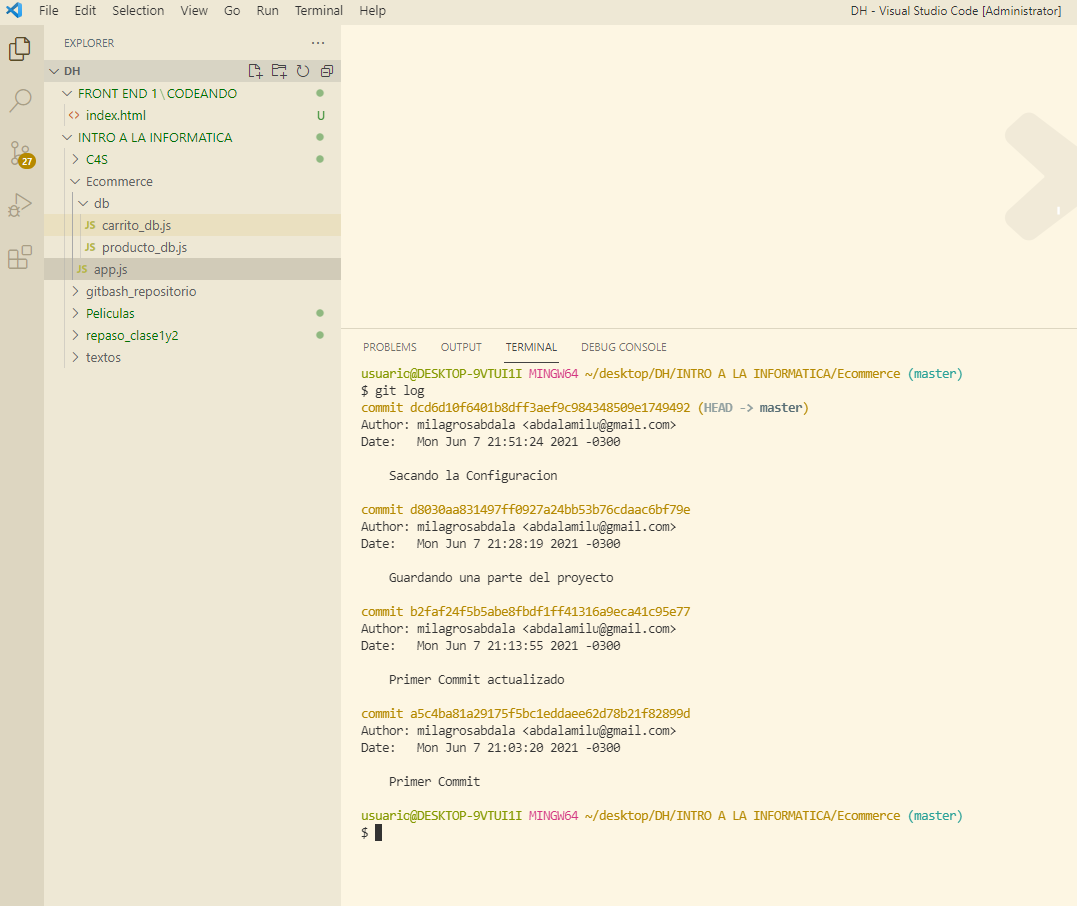 File Edit Selection View Go Run Terminal Help
DH - Visual Studio Code [Administrator]
EXPLORER
DH
FRONT END 1 \ CODEANDO
index.html U
INTRO A LA INFORMATICA
C4S
27
Ecommerce
db
JS carrito_db.js
JS producto_db.js
JS app.js
gitbash_repositorio
Peliculas
repaso_clase1y2
textos
PROBLEMS OUTPUT TERMINAL DEBUG CONSOLE
usuario@DESKTOP-9VTUI1I MINGW64 ~/desktop/DH/INTRO A LA INFORMATICA/Ecommerce (master)
$ git log
commit dcd6d10f6401b8dff3aef9c984348509e1749492 (HEAD -> master)
Author: milagrosabdala <abdalamilu@gmail.com>
Date: Mon Jun 7 21:51:24 2021 -0300
Sacando la Configuracion
commit d8030aa831497ff0927a24bb53b76cdaac6bf79e
Author: milagrosabdala <abdalamilu@gmail.com>
Date: Mon Jun 7 21:28:19 2021 -0300
Guardando una parte del proyecto
commit b2faf24f5b5abe8fbdf1ff41316a9eca41c95e77
Author: milagrosabdala <abdalamilu@gmail.com>
Date: Mon Jun 7 21:13:55 2021 -0300
Primer Commit actualizado
commit a5c4ba81a29175f5bc1eddaee62d78b21f82899d
Author: milagrosabdala <abdalamilu@gmail.com>
Date: Mon Jun 7 21:03:20 2021 -0300
Primer Commit
usuario@DESKTOP-9VTUI1I MINGW64 ~/desktop/DH/INTRO A LA INFORMATICA/Ecommerce (master)
$